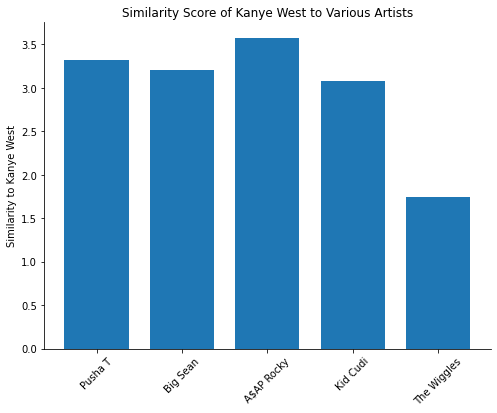 Similarity Score of Kanye West to Various Artists
3.5
3.0
2.5
2.0
1.5
1.0
0.5
0.0
Similarity to Kanye West
Pusha T
Big Sean
A$AP Rocky
Kid Cudi
The Wiggles